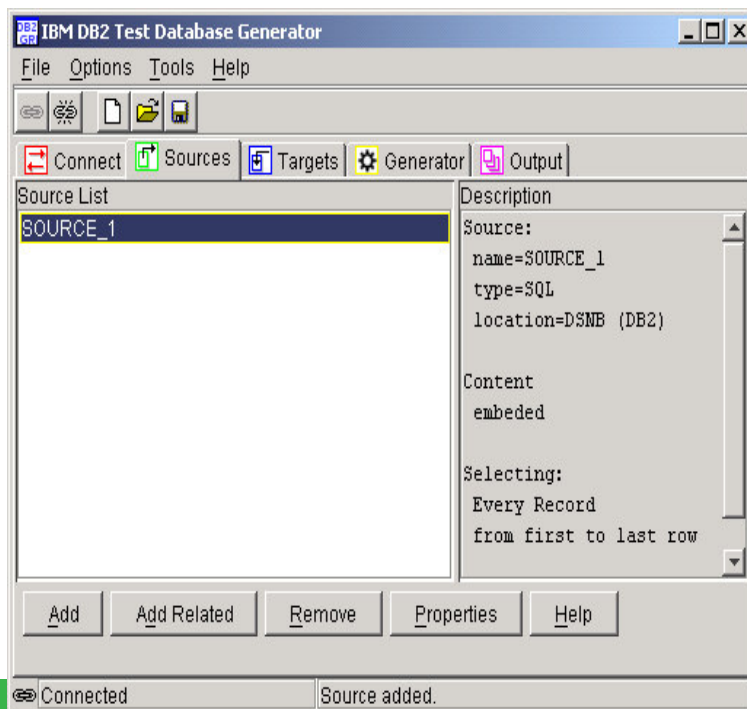 DB2 GRI IBM DB2 Test Database Generator
File Options Tools Help
Connect Sources Targets Generator Output
Source List
SOURCE_1
Description
Source:
name=SOURCE_1
type=SQL
location=DSNB (DB2)
Content
embeded
Selecting:
Every Record
from first to last row
Add Add Related Remove Properties Help
Connected Source added.